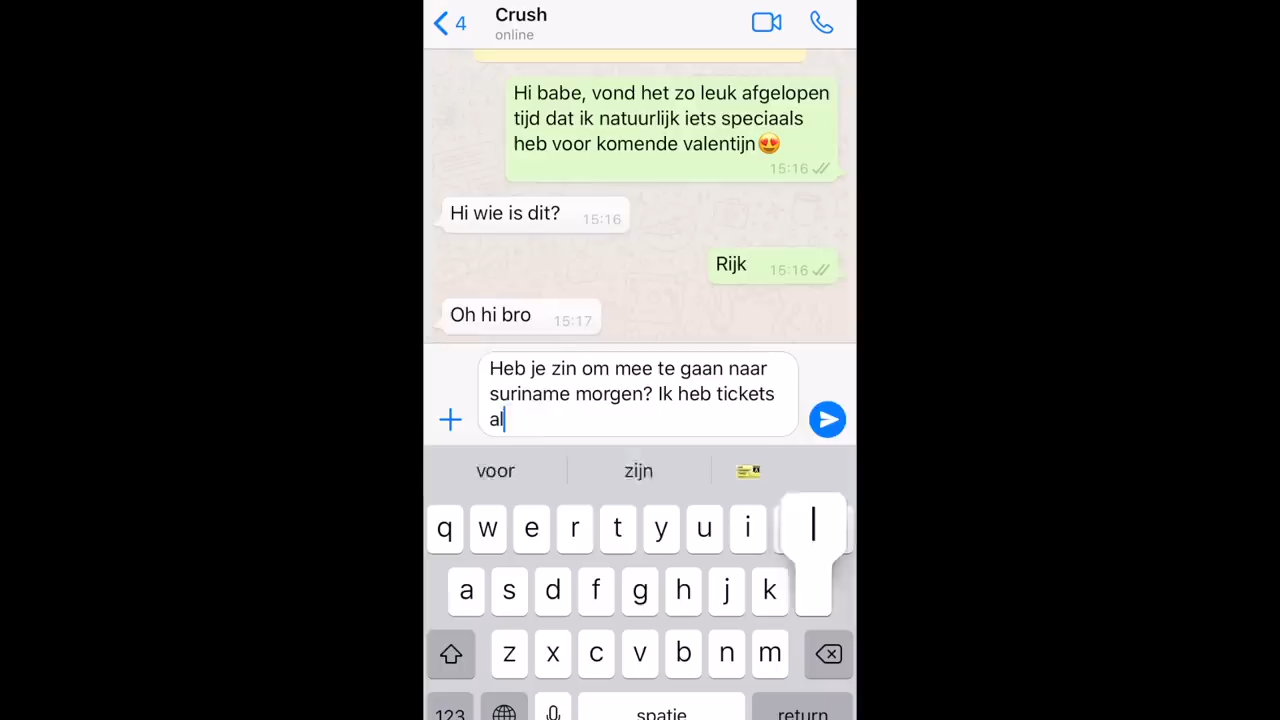 4
Crush
online
Hi babe, vond het zo leuk afgelopen
tijd dat ik natuurlijk iets speciaals
heb voor komende valentijn😍
15:16
Hi wie is dit? 15:16
Rijk 15:16
Oh hi bro 15:17
Heb je zin om mee te gaan naar
suriname morgen? Ik heb tickets
al
voor zijn
q w e r t y u i l
a s d f g h j k
z x c v b n m
123 spatie return